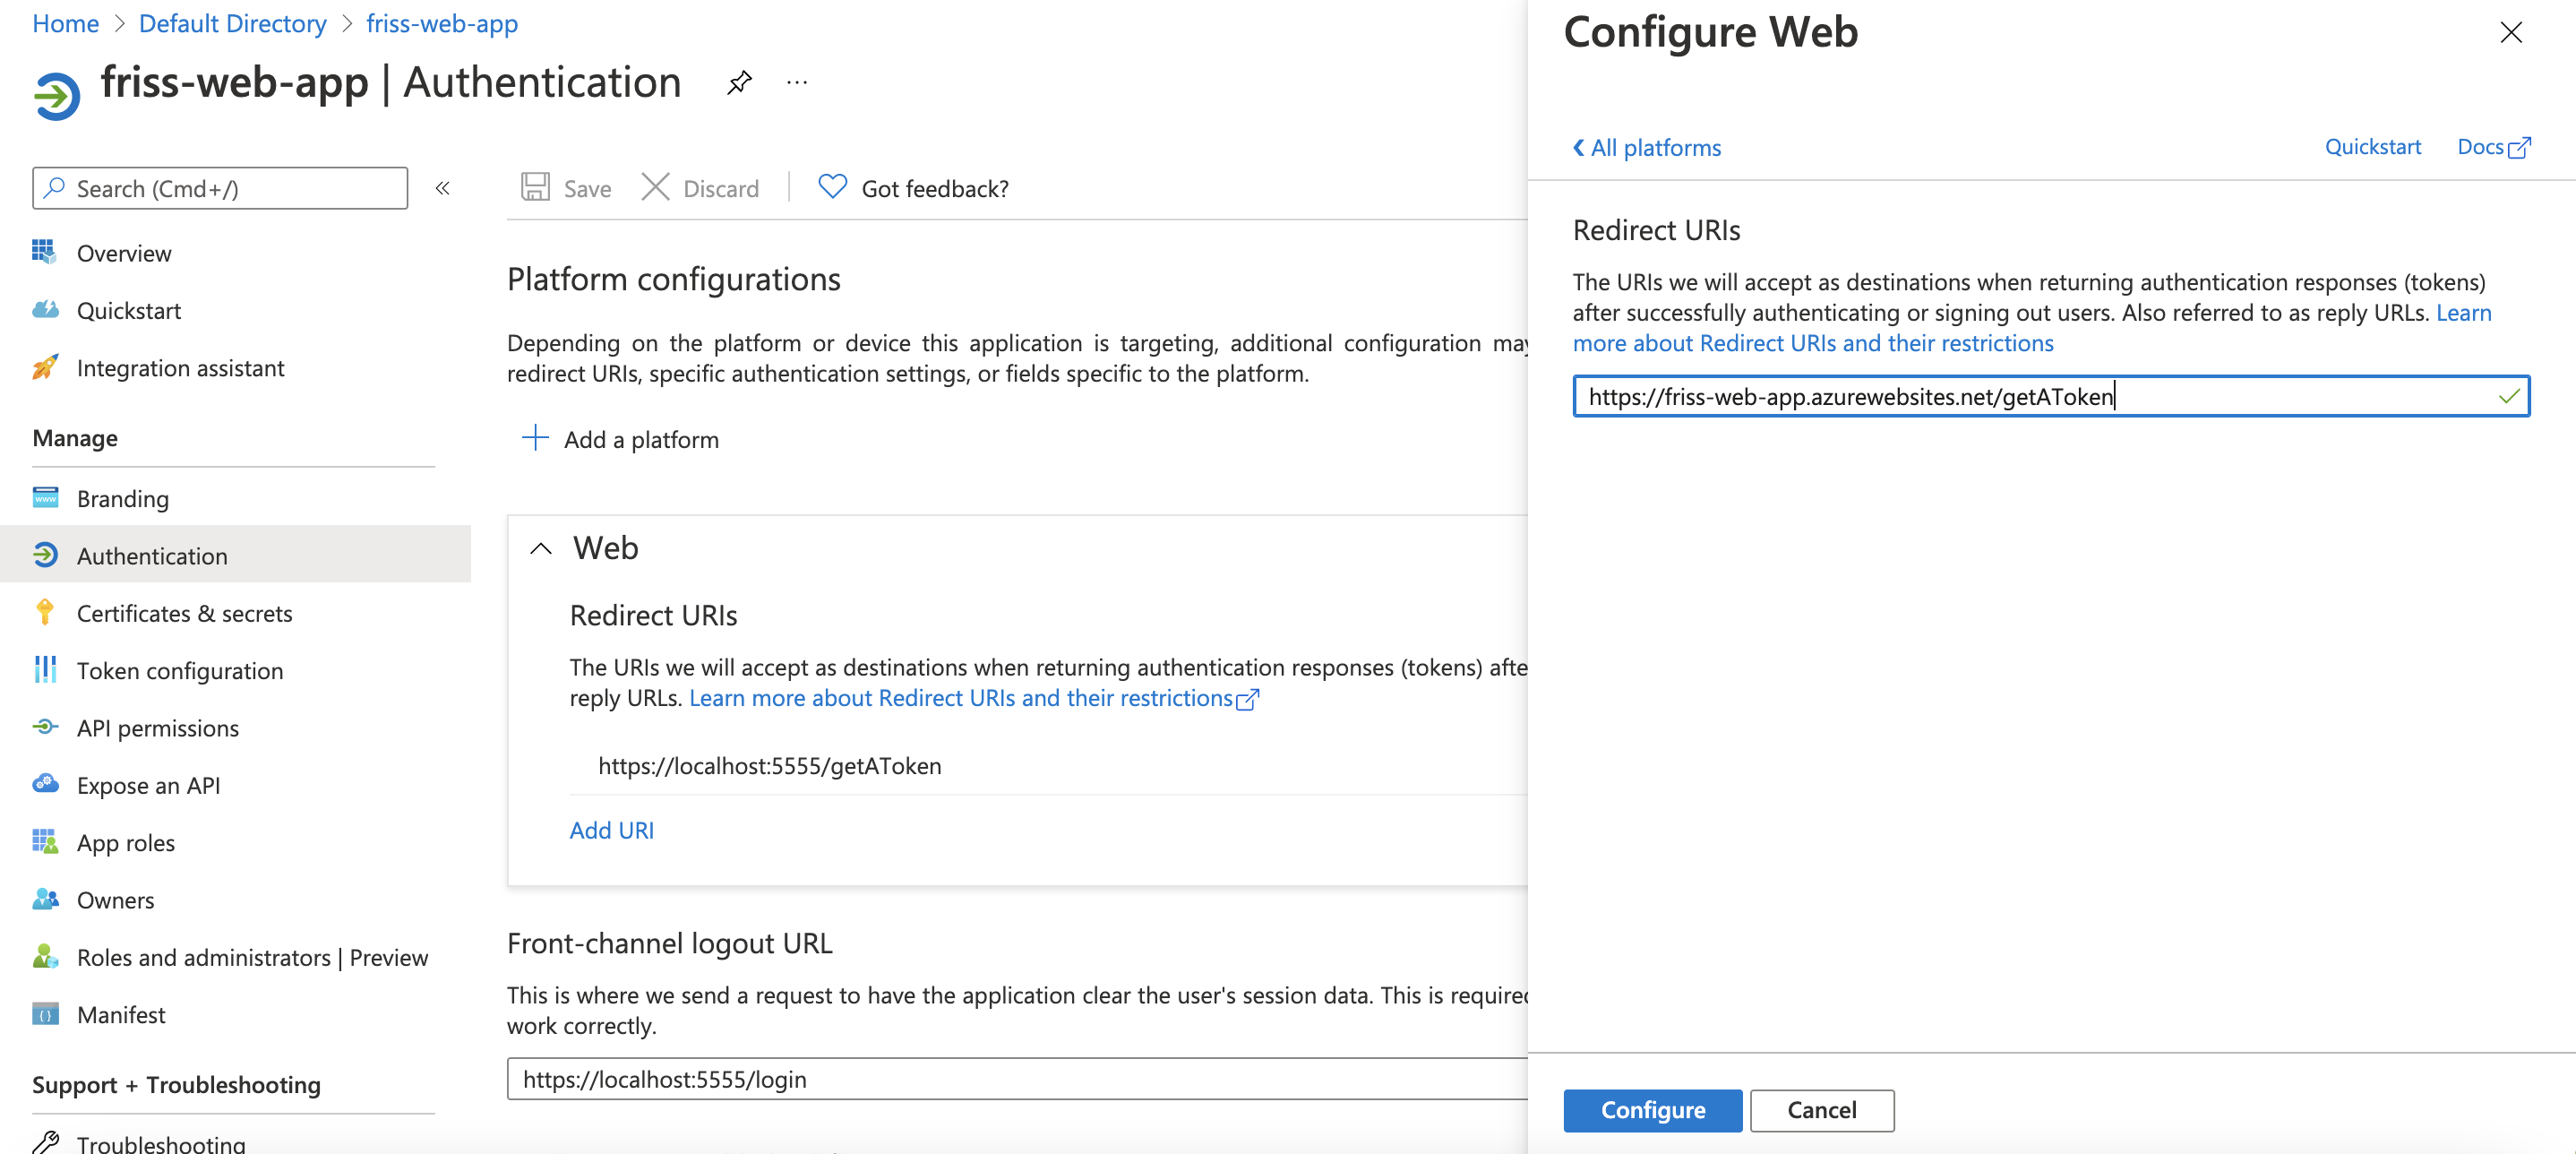 Home > Default Directory > friss-web-app
friss-web-app | Authentication
...
Search (Cmd+/)
«
Overview
Quickstart
Integration assistant
Manage
Branding
Authentication
Certificates & secrets
Token configuration
API permissions
Expose an API
App roles
Owners
Roles and administrators | Preview
Manifest
Support + Troubleshooting
Troubleshooting
Save
Discard
Got feedback?
Platform configurations
Depending on the platform or device this application is targeting, additional configuration may
redirect URIs, specific authentication settings, or fields specific to the platform.
Add a platform
Web
Redirect URIs
The URIs we will accept as destinations when returning authentication responses (tokens) afte
reply URLs. Learn more about Redirect URIs and their restrictions
https://localhost:5555/getAToken
Add URI
Front-channel logout URL
This is where we send a request to have the application clear the user's session data. This is required
work correctly.
https://localhost:5555/login
Configure Web
All platforms
Quickstart
Docs
Redirect URIs
The URIs we will accept as destinations when returning authentication responses (tokens)
after successfully authenticating or signing out users. Also referred to as reply URLs. Learn
more about Redirect URIs and their restrictions
https://friss-web-app.azurewebsites.net/getAToken
Configure
Cancel